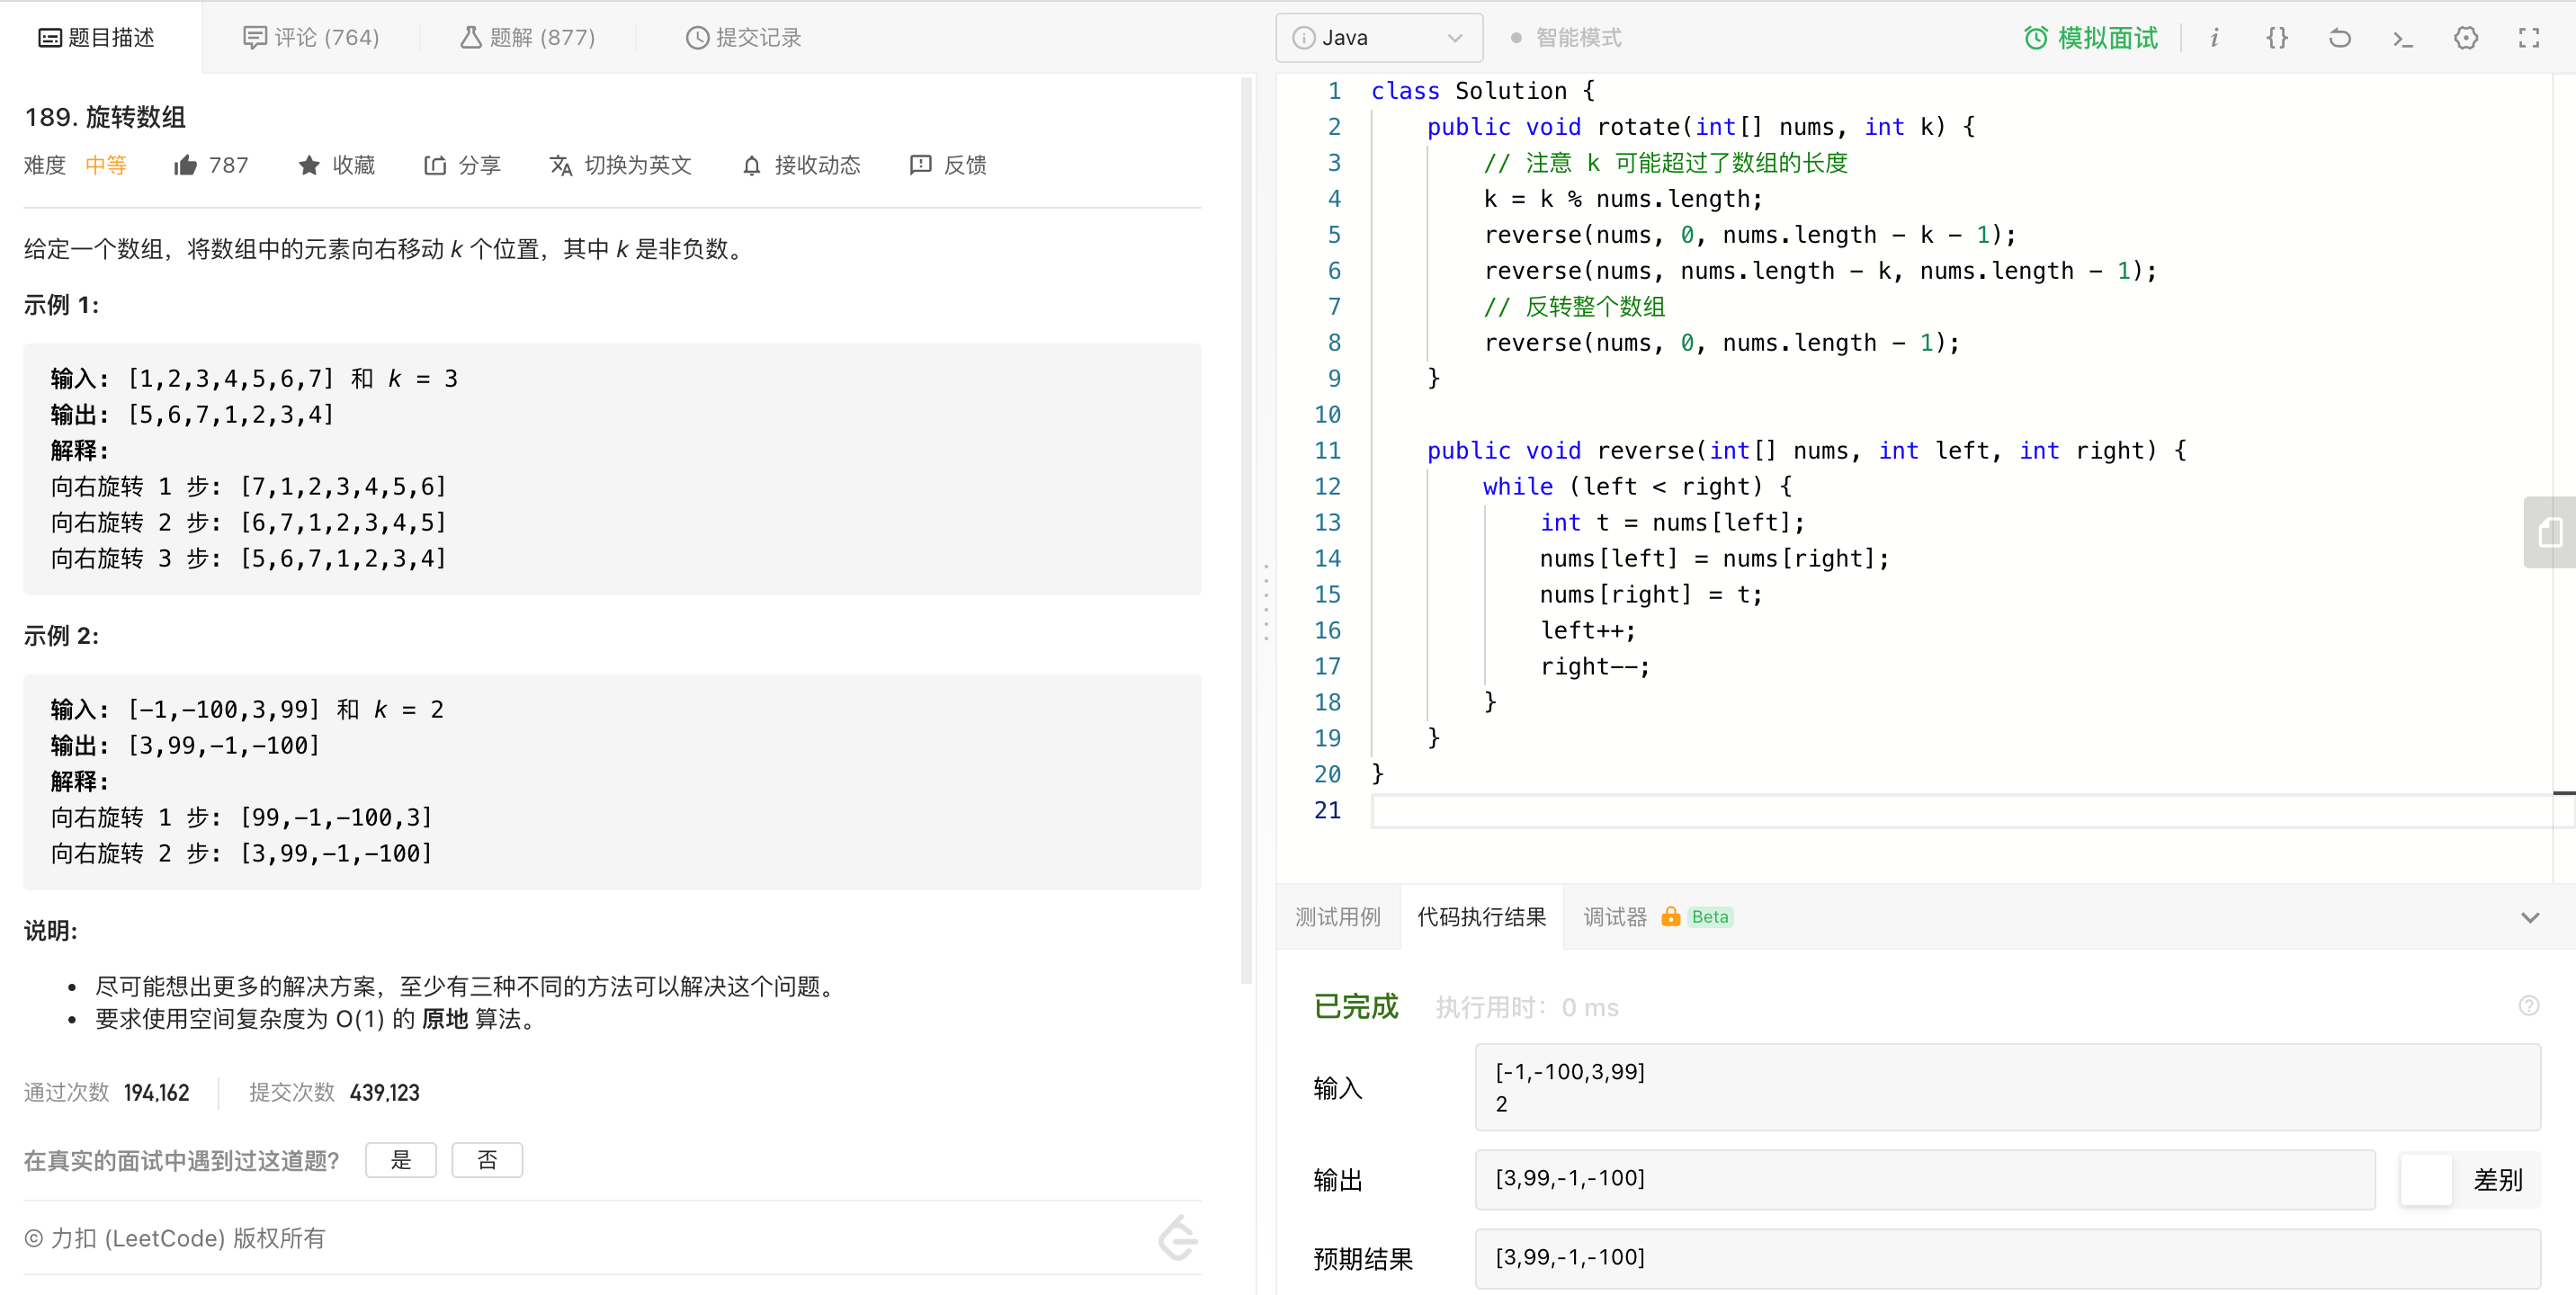 题目描述
评论 (764)
题解 (877)
提交记录
189. 旋转数组
难度 中等 787 收藏 分享 切换为英文 接收动态 反馈
给定一个数组，将数组中的元素向右移动 k 个位置，其中 k 是非负数。
示例 1:
输入: [1,2,3,4,5,6,7] 和 k = 3
输出: [5,6,7,1,2,3,4]
解释:
向右旋转 1 步: [7,1,2,3,4,5,6]
向右旋转 2 步: [6,7,1,2,3,4,5]
向右旋转 3 步: [5,6,7,1,2,3,4]
示例 2:
输入: [-1,-100,3,99] 和 k = 2
输出: [3,99,-1,-100]
解释:
向右旋转 1 步: [99,-1,-100,3]
向右旋转 2 步: [3,99,-1,-100]
说明:
• 尽可能想出更多的解决方案，至少有三种不同的方法可以解决这个问题。
• 要求使用空间复杂度为 O(1) 的 原地 算法。
通过次数 194,162 提交次数 439,123
在真实的面试中遇到过这道题? 是 否
© 力扣 (LeetCode) 版权所有
Java 智能模式 模拟面试
1 class Solution {
2     public void rotate(int[] nums, int k) {
3         // 注意 k 可能超过了数组的长度
4         k = k % nums.length;
5         reverse(nums, 0, nums.length - k - 1);
6         reverse(nums, nums.length - k, nums.length - 1);
7         // 反转整个数组
8         reverse(nums, 0, nums.length - 1);
9     }
10
11     public void reverse(int[] nums, int left, int right) {
12         while (left < right) {
13             int t = nums[left];
14             nums[left] = nums[right];
15             nums[right] = t;
16             left++;
17             right--;
18         }
19     }
20 }
21
测试用例 代码执行结果 调试器 Beta
已完成 执行用时: 0 ms
输入
[-1,-100,3,99]
2
输出 [3,99,-1,-100] 差别
预期结果 [3,99,-1,-100]